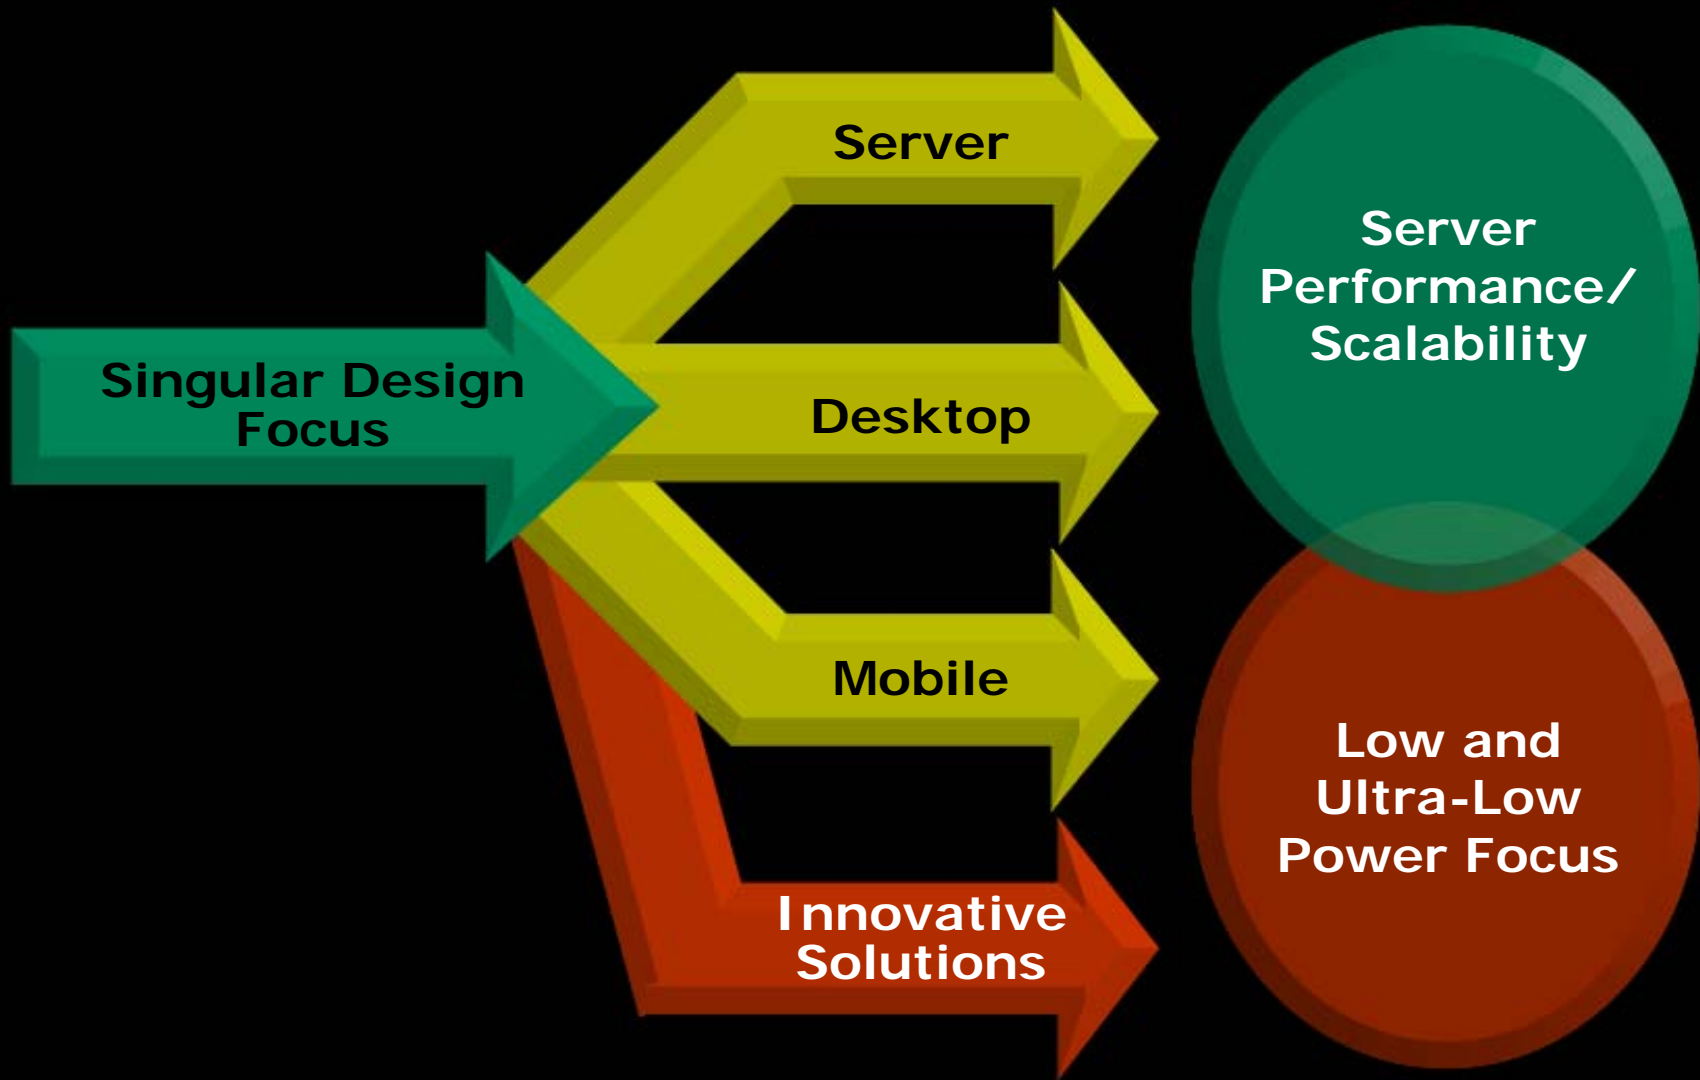 Singular Design
Focus
Server
Desktop
Mobile
Innovative
Solutions
Server
Performance/
Scalability
Low and
Ultra-Low
Power Focus